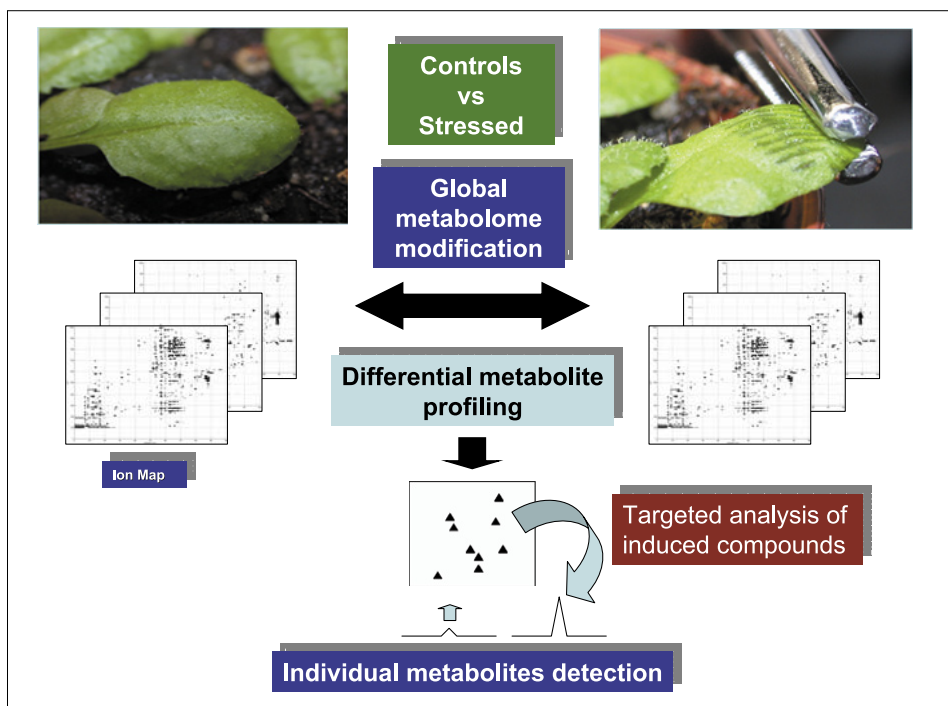 Controls
vs
Stressed
Global
metabolome
modification
Differential metabolite
profiling
Ion Map
Targeted analysis of
induced compounds
Individual metabolites detection